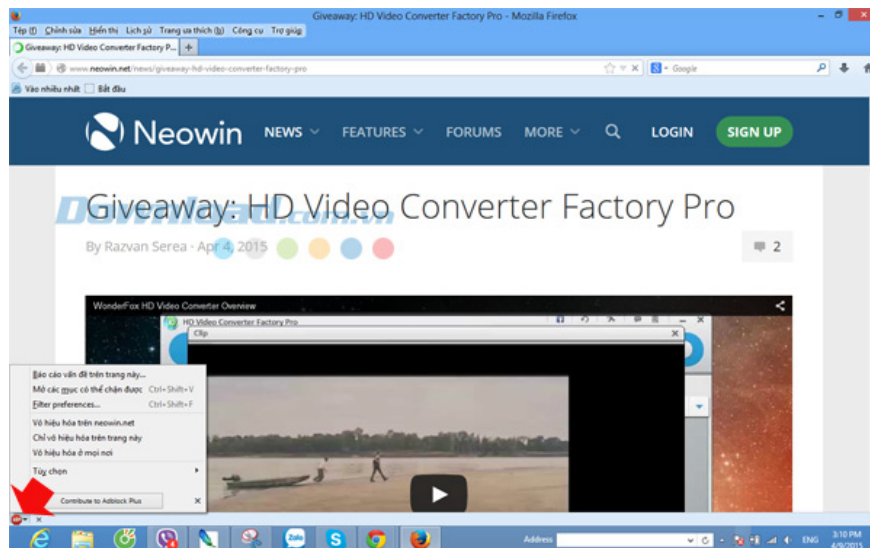 Giveaway: HD Video Converter Factory Pro - Mozilla Firefox
Tệp (f) Chỉnh sửa Hiển thị Lịch sử Trang ưa thích (b) Công cụ Trợ giúp
Giveaway: HD Video Converter Factory P...
www.neowin.net/news/giveaway-hd-video-converter-factory-pro
Google
Vào nhiều nhất Bắt đầu
Neowin NEWS FEATURES FORUMS MORE LOGIN SIGN UP
Giveaway: HD Video Converter Factory Pro
Download.com.vn
By Razvan Serea - Apr 4, 2015 2
WonderFox HD Video Converter Overview
HD Video Converter Factory Pro
Clip
Báo cáo vấn đề trên trang này...
Mở các mục có thể chặn được Ctrl+Shift+V
Filter preferences... Ctrl+Shift+F
Vô hiệu hóa trên neowin.net
Chỉ vô hiệu hóa trên trang này
Vô hiệu hóa ở mọi nơi
Tùy chọn
Contribute to Adblock Plus
ABP
Zalo
Address
ENG
3:10 PM
4/9/2015